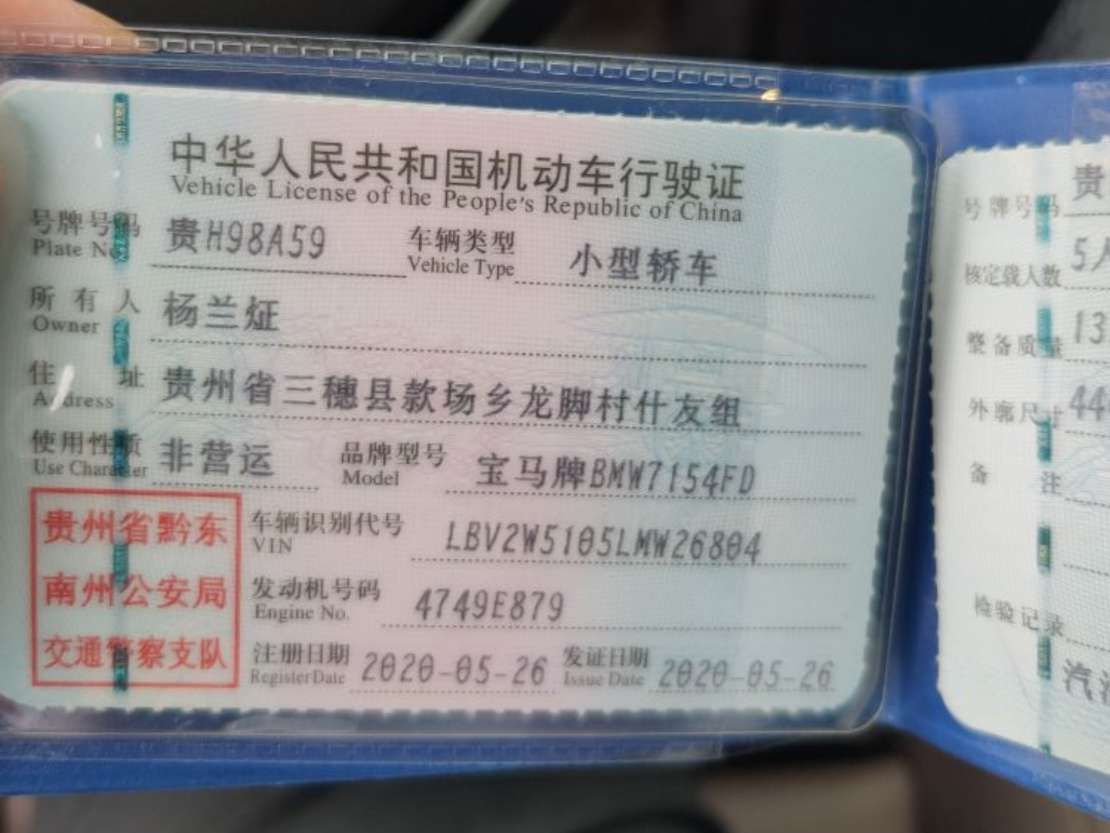 中华人民共和国机动车行驶证
Vehicle License of the People's Republic of China
号牌号码 贵H98A59 车辆类型 小型轿车
Plate No. Vehicle Type
所有人 杨兰炡
Owner
住址 贵州省三穗县款场乡龙脚村什友组
Address
使用性质 非营运 品牌型号 宝马牌BMW7154FD
Use Character Model
车辆识别代号 LBV2W5105LMW26804
VIN
发动机号码 4749E879
Engine No.
注册日期 2020-05-26 发证日期 2020-05-26
Register Date Issue Date
贵州省黔东
南州公安局
交通警察支队
号牌号码 贵
核定载人数 5人
整备质量 13
外廓尺寸 44
备注
检验记录
汽